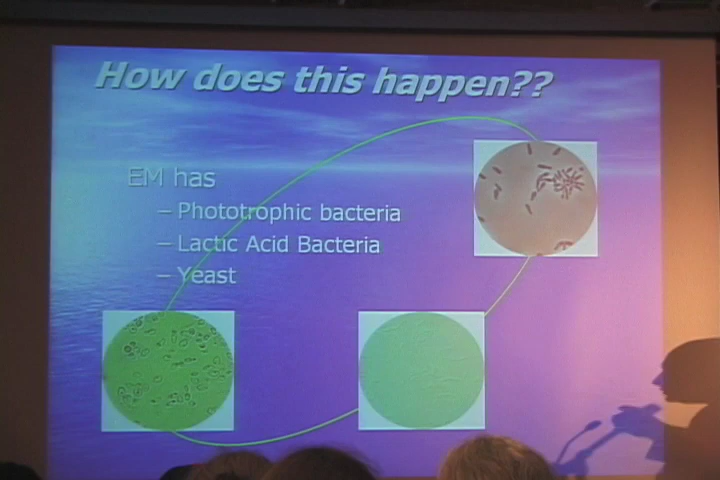 How does this happen??
EM has
– Phototrophic bacteria
– Lactic Acid Bacteria
– Yeast